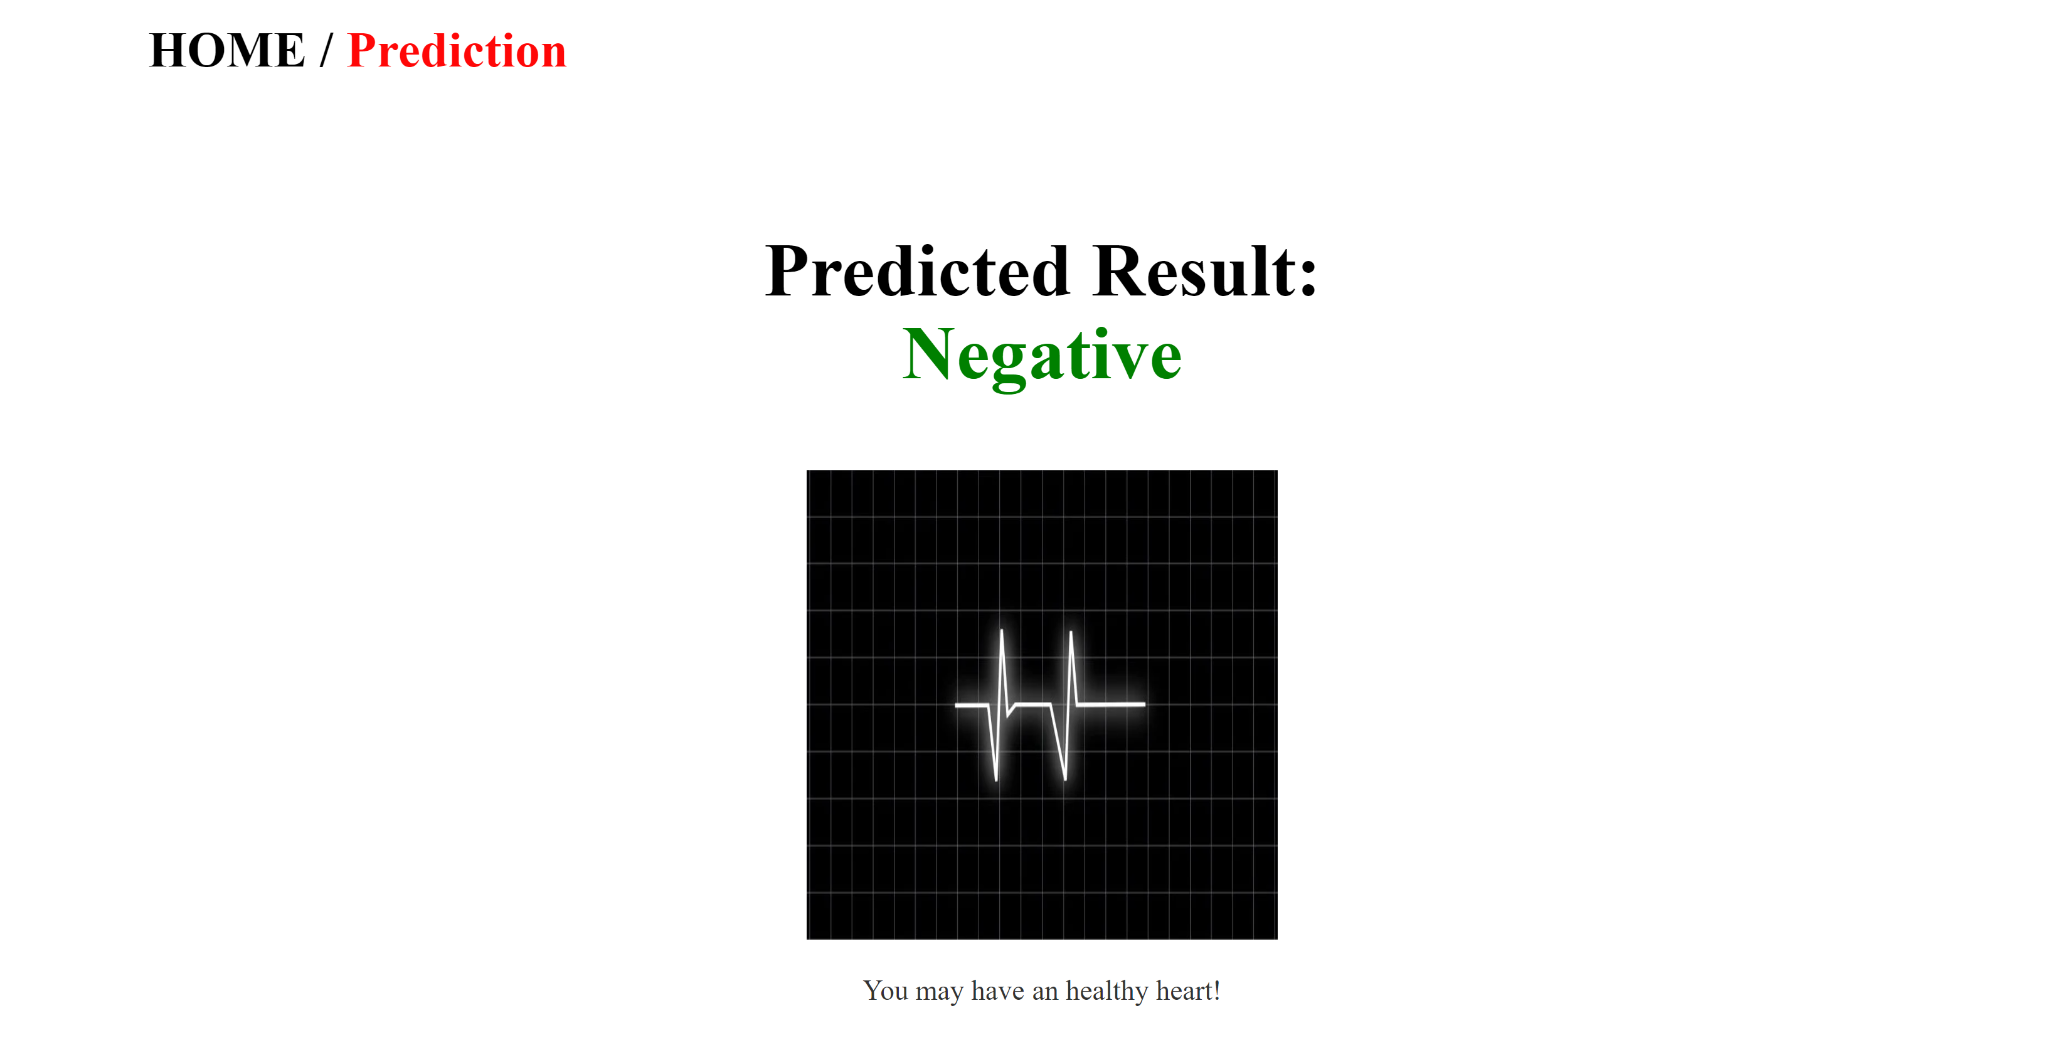 HOME / Prediction
Predicted Result:
Negative
You may have an healthy heart!